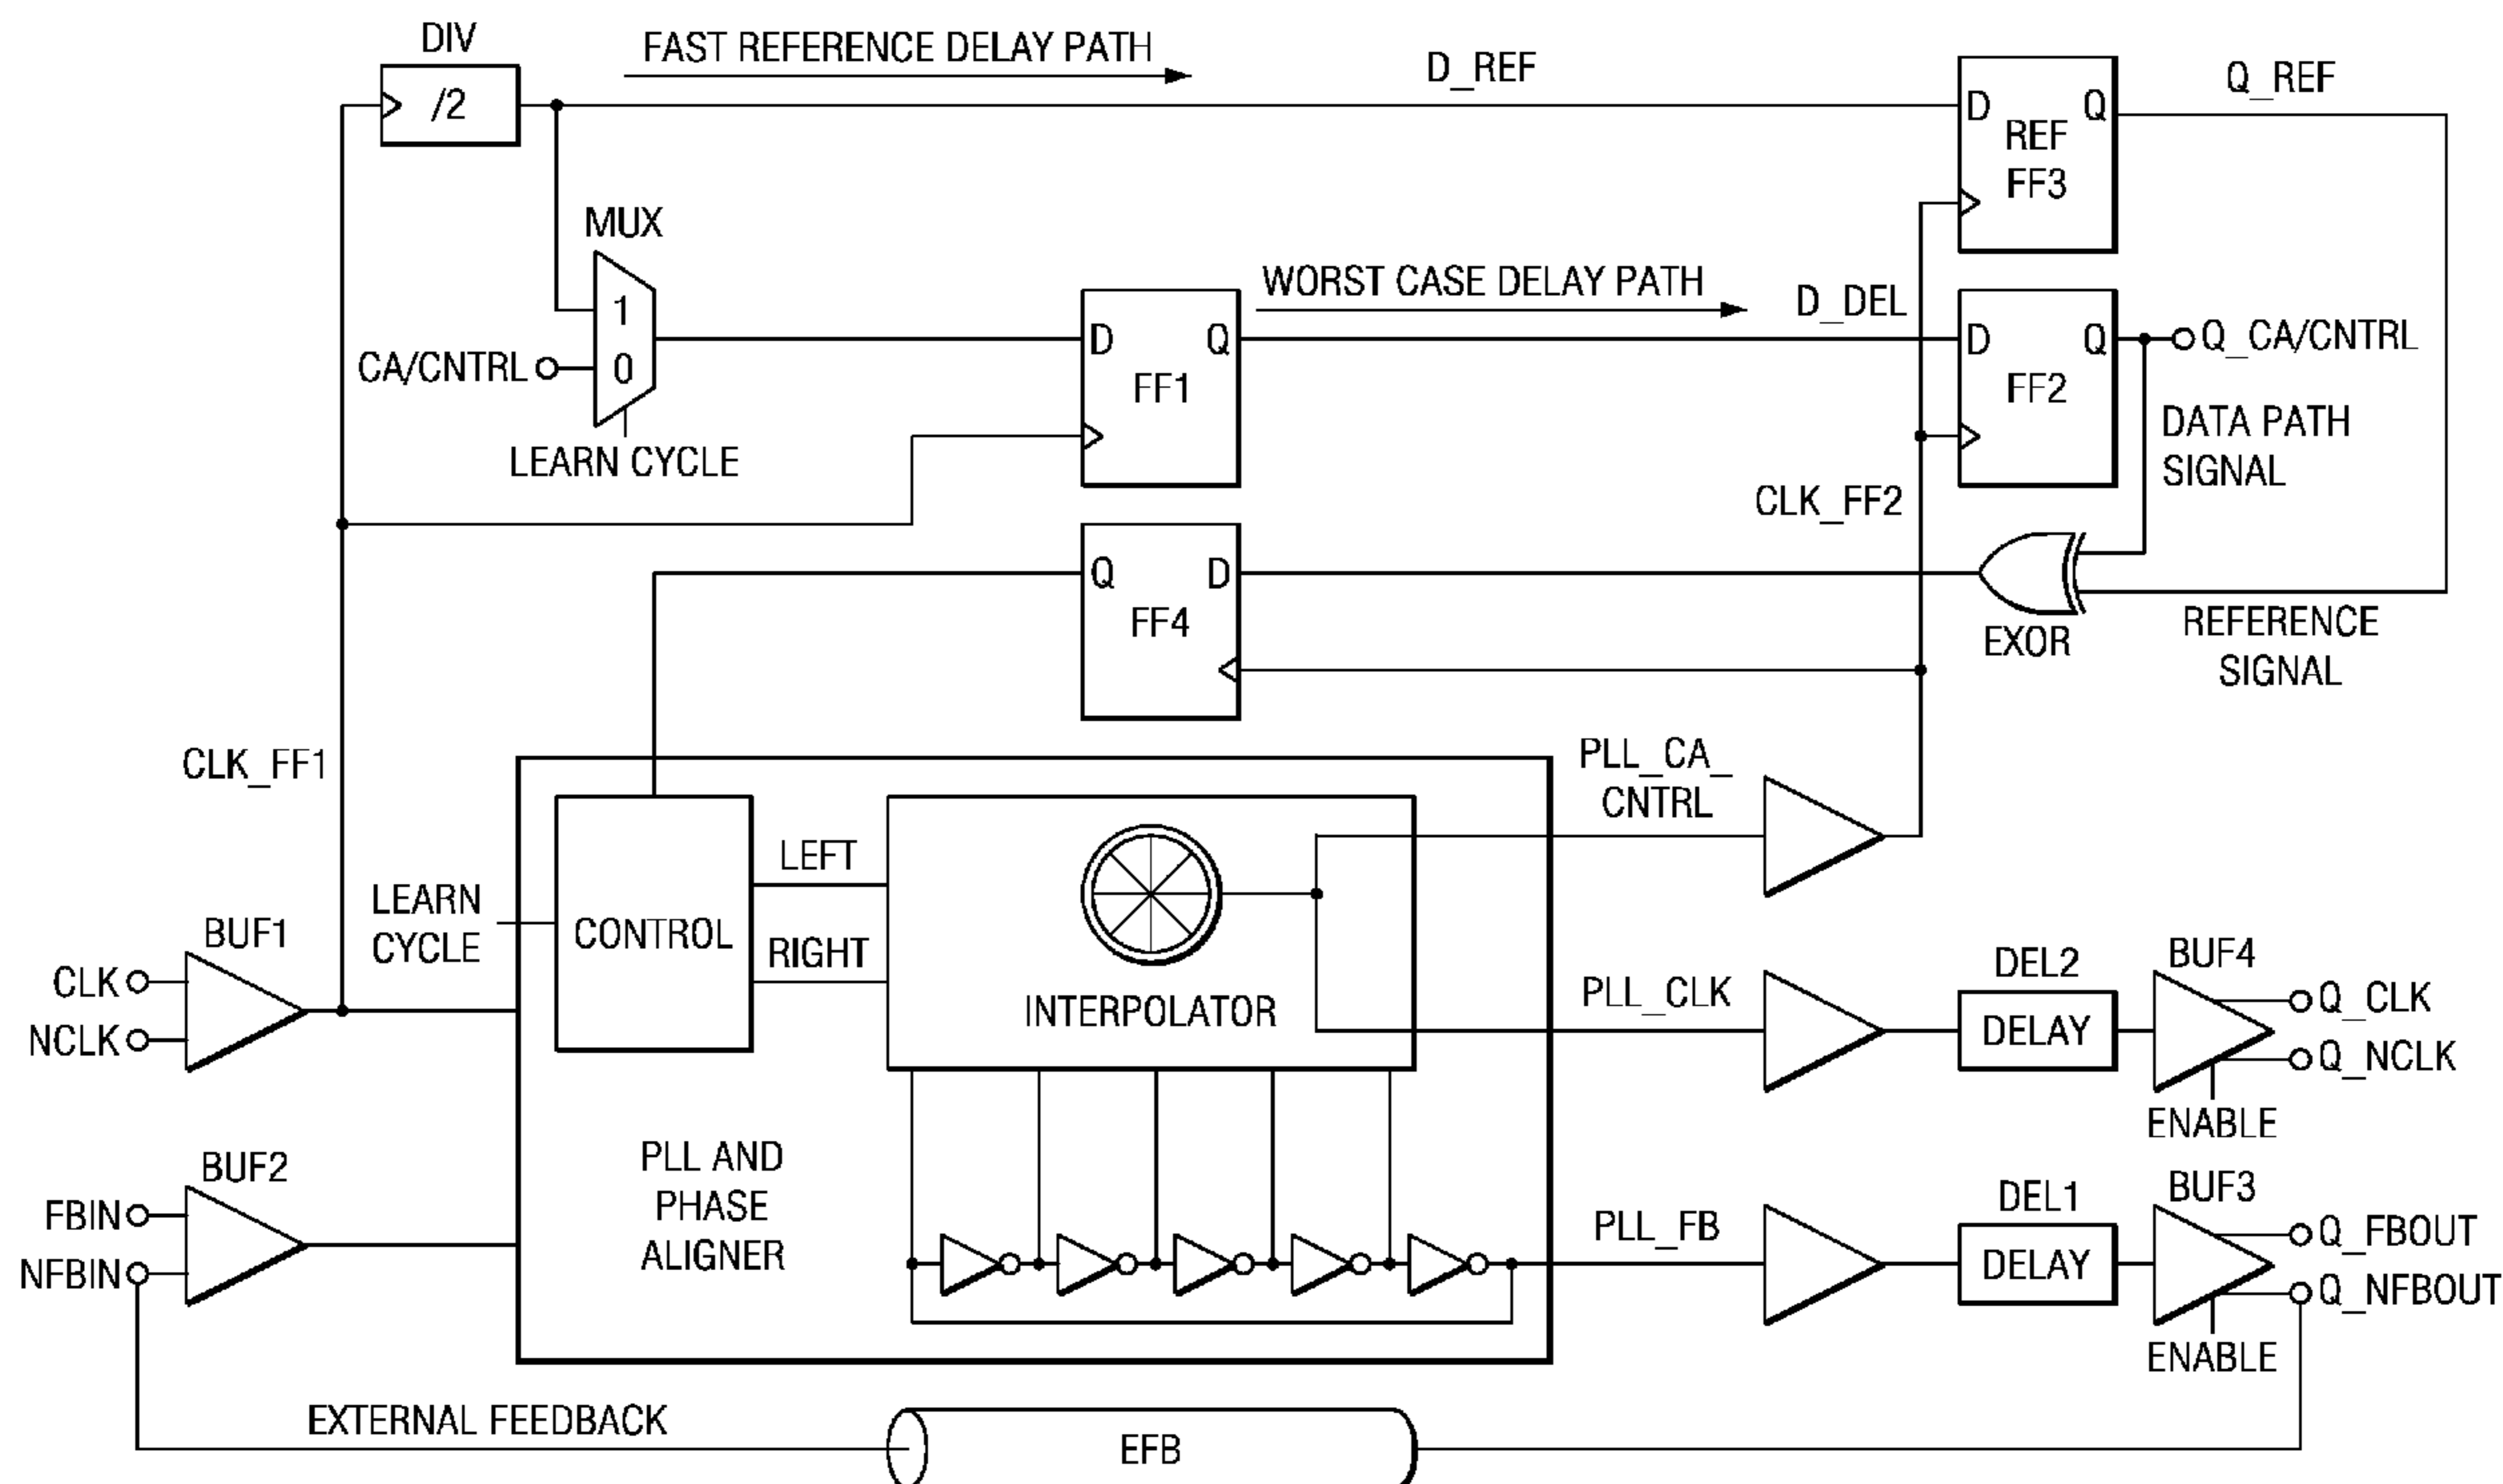 DIV
FAST REFERENCE DELAY PATH
D_REF
Q_REF
/2
D
Q
REF
FF3
MUX
1
0
CA/CNTRL
LEARN CYCLE
WORST CASE DELAY PATH
D_DEL
D
Q
FF1
D
Q
FF2
Q_CA/CNTRL
DATA PATH
SIGNAL
CLK_FF2
Q
D
FF4
EXOR
REFERENCE
SIGNAL
CLK_FF1
PLL_CA_
CNTRL
LEFT
LEARN
CYCLE
CONTROL
RIGHT
INTERPOLATOR
BUF1
CLK
NCLK
PLL_CLK
DEL2
DELAY
BUF4
Q_CLK
Q_NCLK
ENABLE
PLL AND
PHASE
ALIGNER
BUF2
FBIN
NFBIN
PLL_FB
DEL1
DELAY
BUF3
Q_FBOUT
Q_NFBOUT
ENABLE
EXTERNAL FEEDBACK
EFB